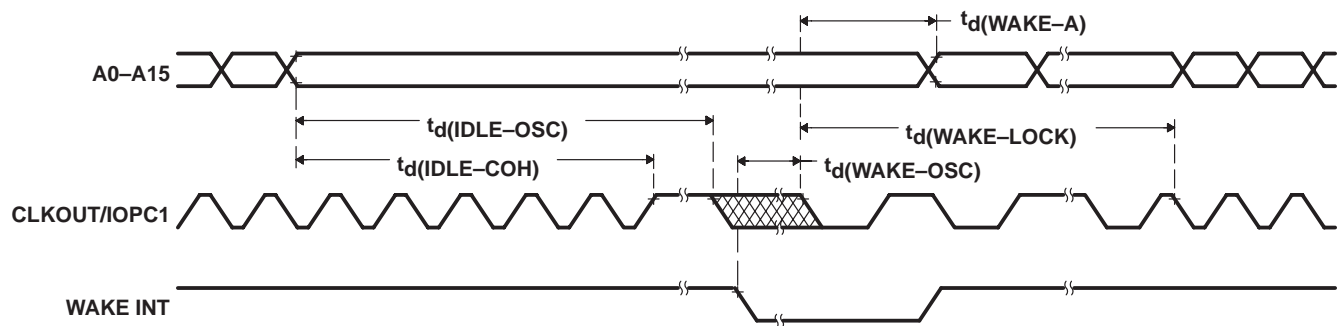 td(WAKE–A)
A0–A15
td(IDLE–OSC)
td(WAKE–LOCK)
td(IDLE–COH)
td(WAKE–OSC)
CLKOUT/IOPC1
WAKE INT